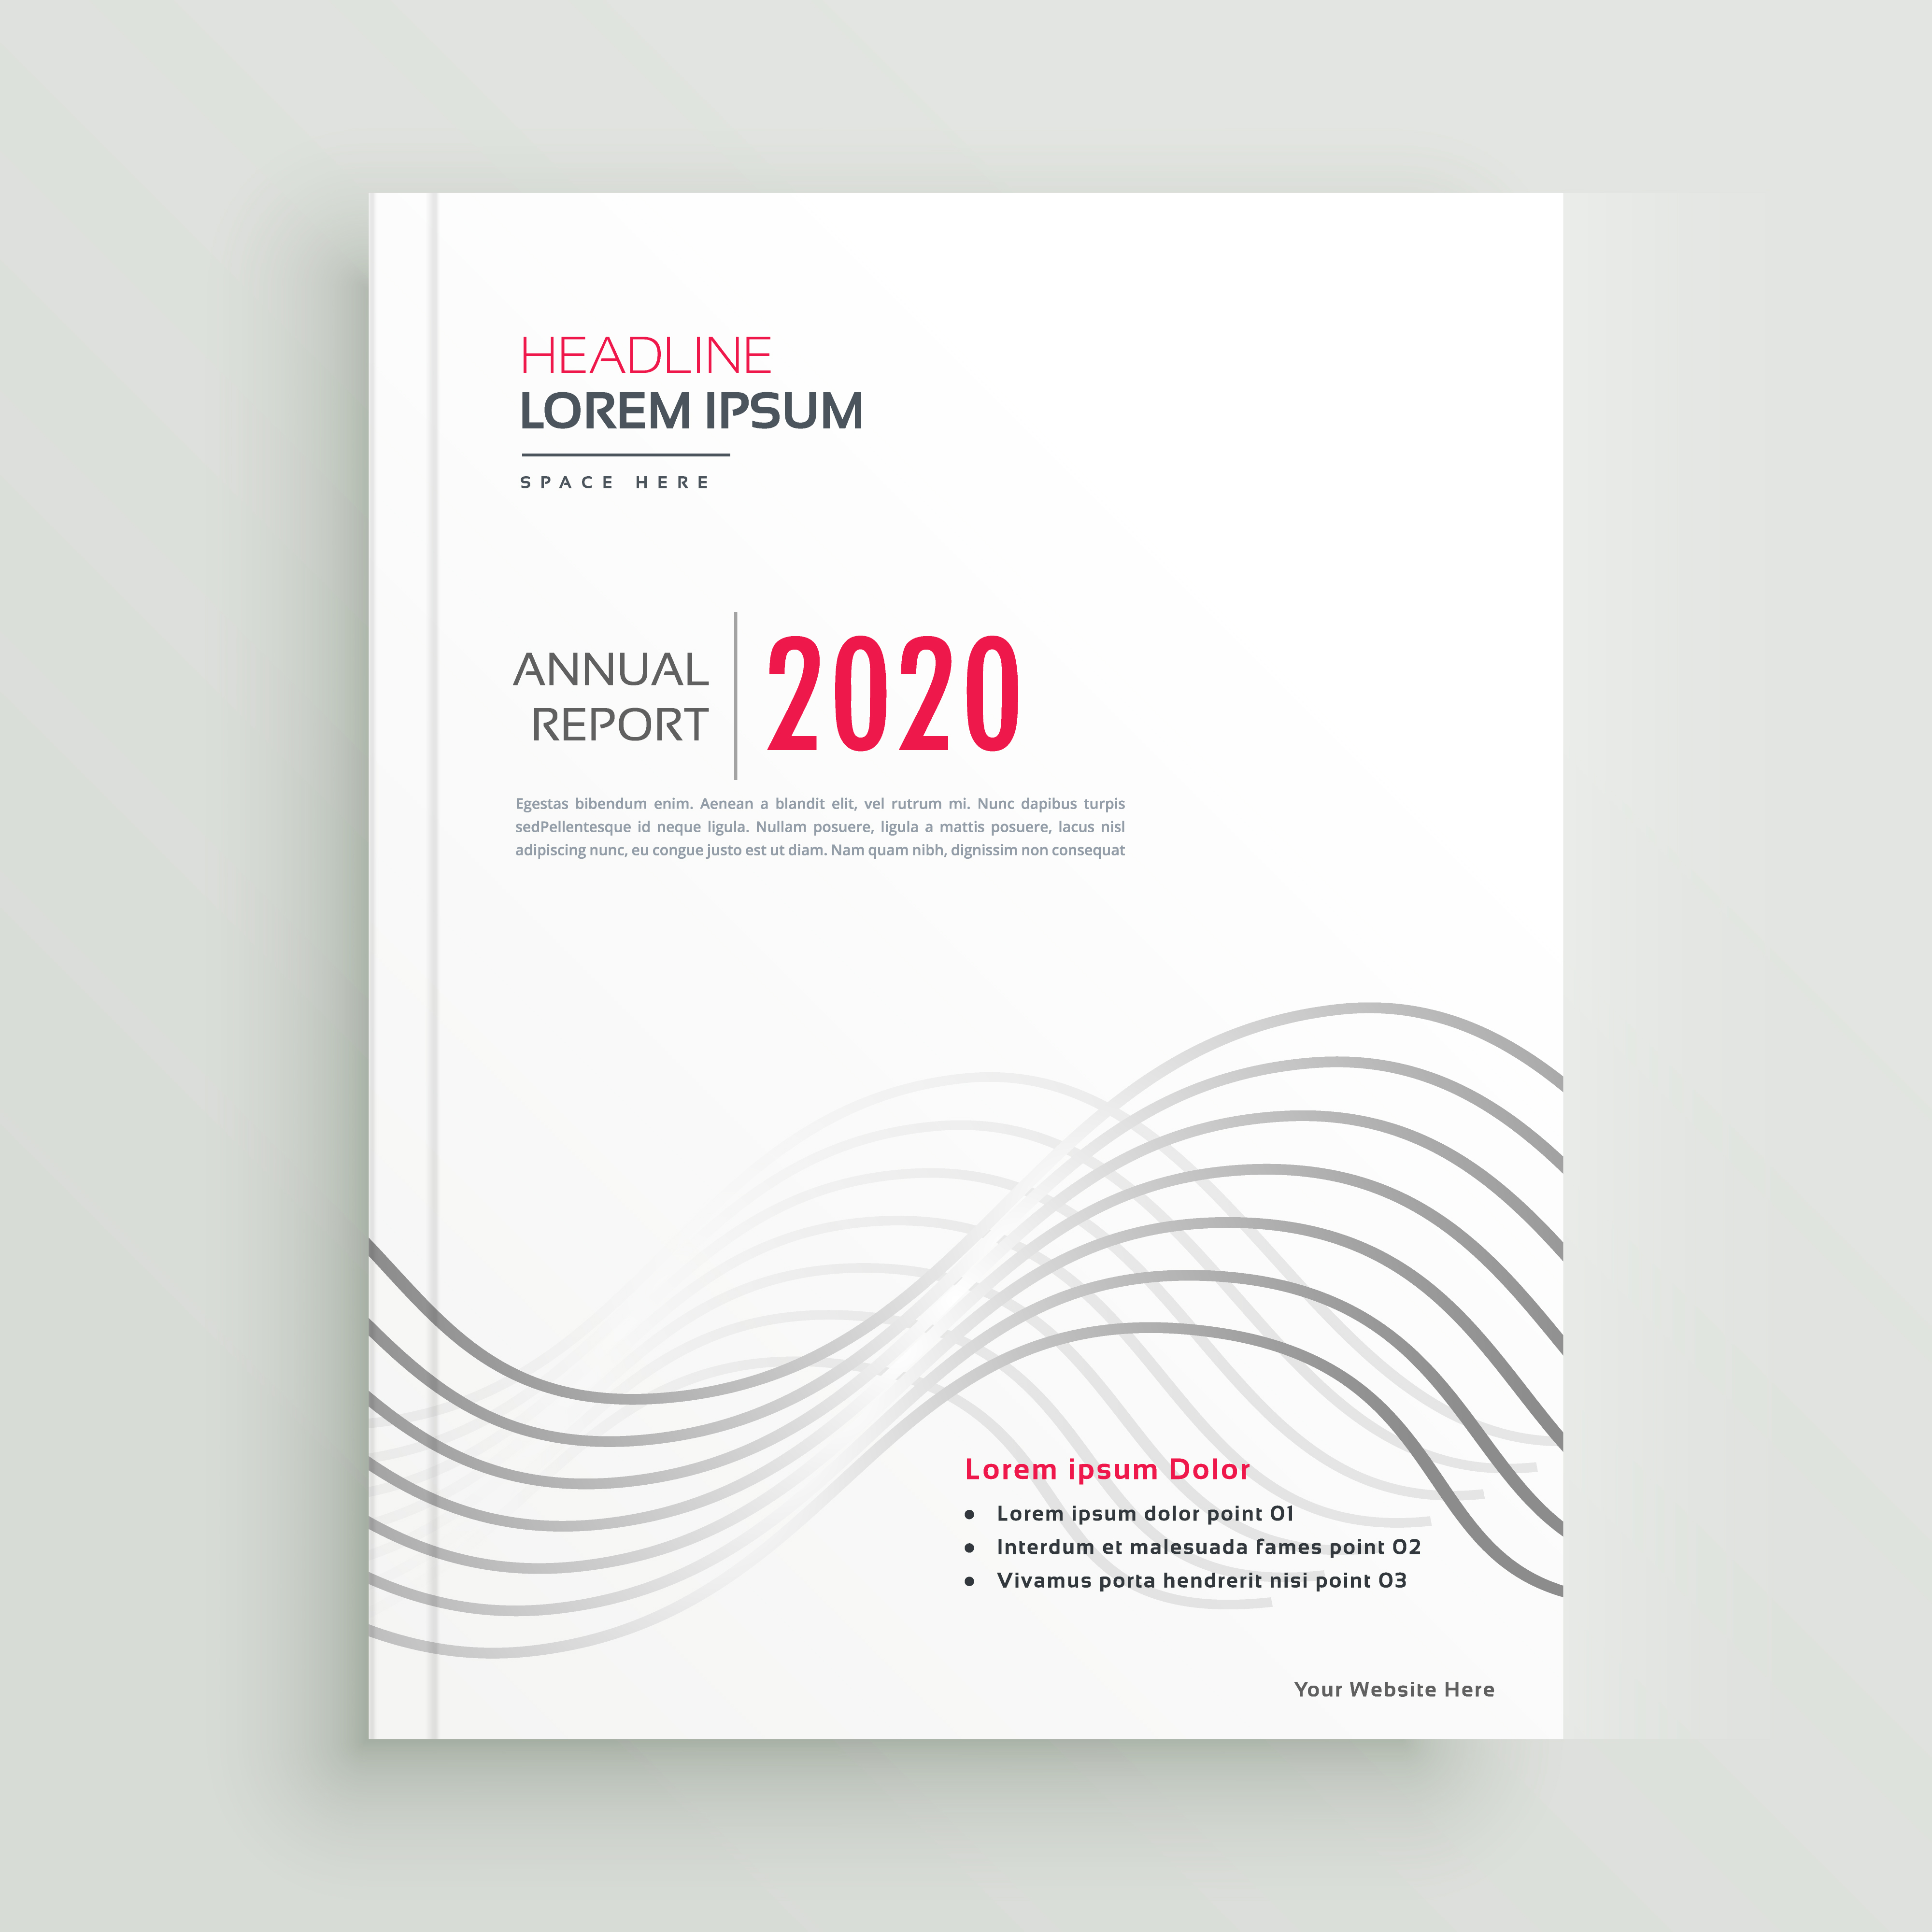 HEADLINE
LOREM IPSUM
SPACE HERE
ANNUAL
REPORT
2020
Egestas bibendum enim. Aenean a blandit elit, vel rutrum mi. Nunc dapibus turpis
sedPellentesque id neque ligula. Nullam posuere, ligula a mattis posuere, lacus nisl
adipiscing nunc, eu congue justo est ut diam. Nam quam nibh, dignissim non consequat
Lorem ipsum Dolor
• Lorem ipsum dolor point 01
• Interdum et malesuada fames point 02
• Vivamus porta hendrerit nisi point 03
Your Website Here